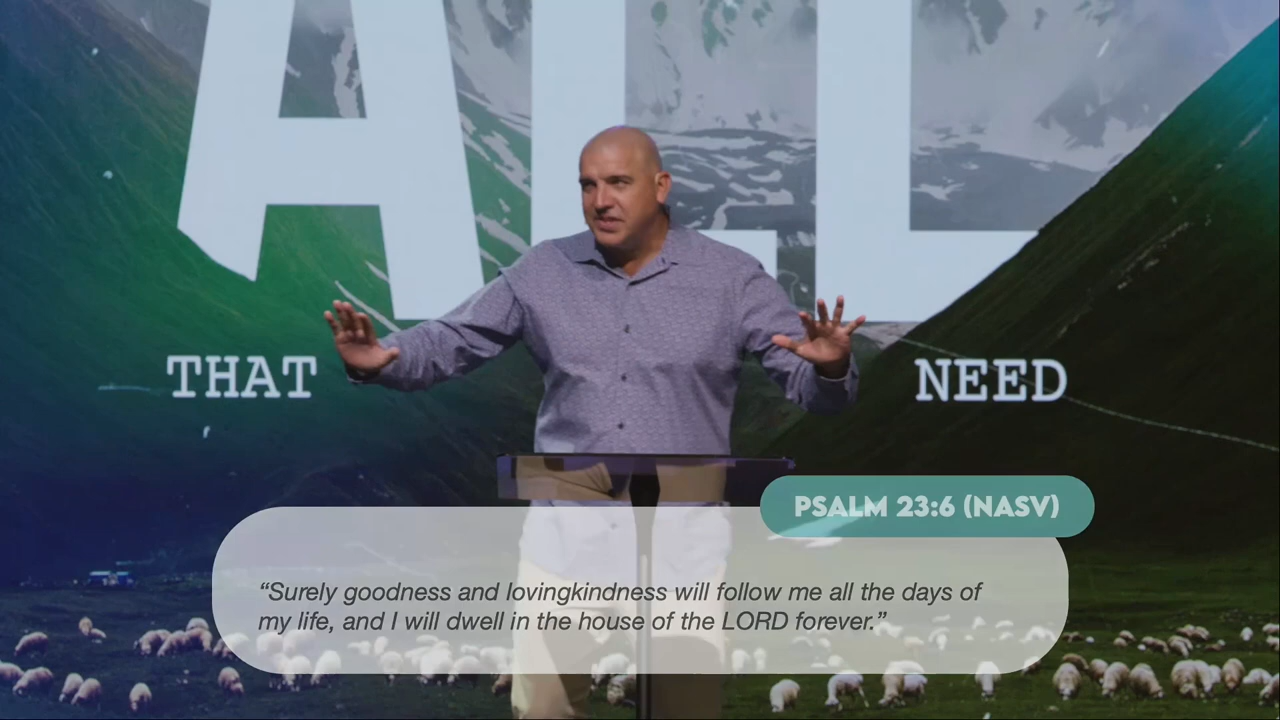 ALL
THAT NEED
PSALM 23:6 (NASV)
“Surely goodness and lovingkindness will follow me all the days of
my life, and I will dwell in the house of the LORD forever.”